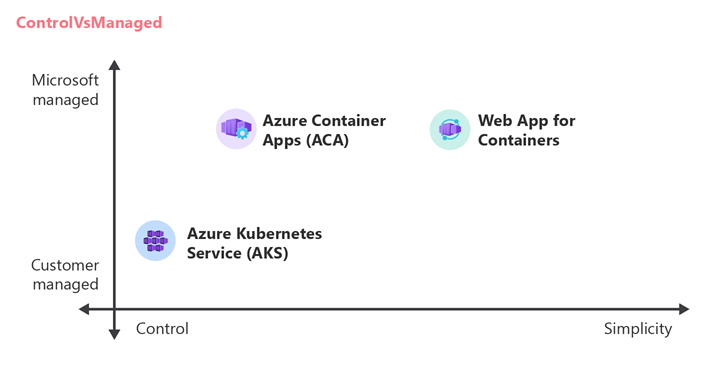 ControlVsManaged
Microsoft
managed
Azure Container
Apps (ACA)
Web App for
Containers
Azure Kubernetes
Service (AKS)
Customer
managed
Control
Simplicity